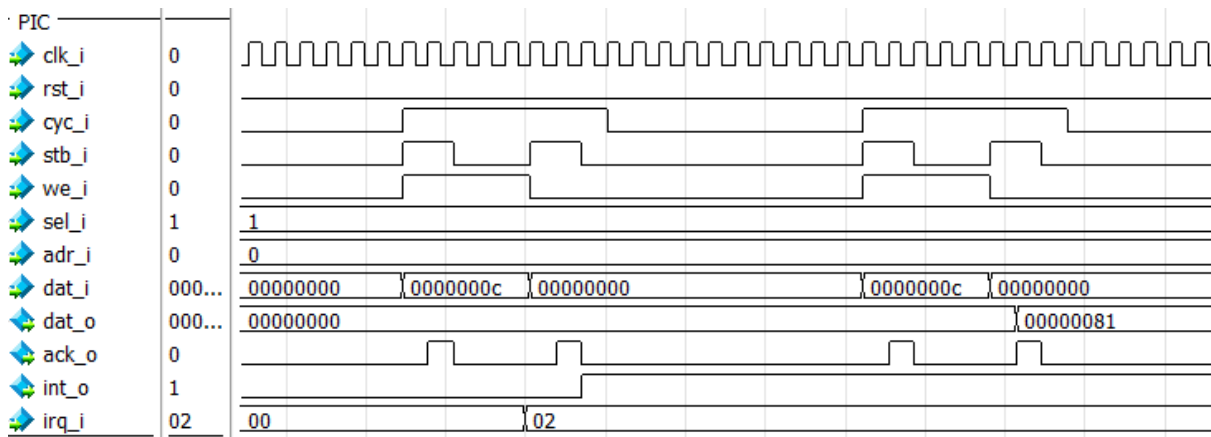 PIC
clk_i 0
rst_i 0
cyc_i 0
stb_i 0
we_i 0
sel_i 1 1
adr_i 0 0
dat_i 000... 00000000 0000000c 00000000 0000000c 00000000
dat_o 000... 00000000 00000081
ack_o 0
int_o 1
irq_i 02 00 02